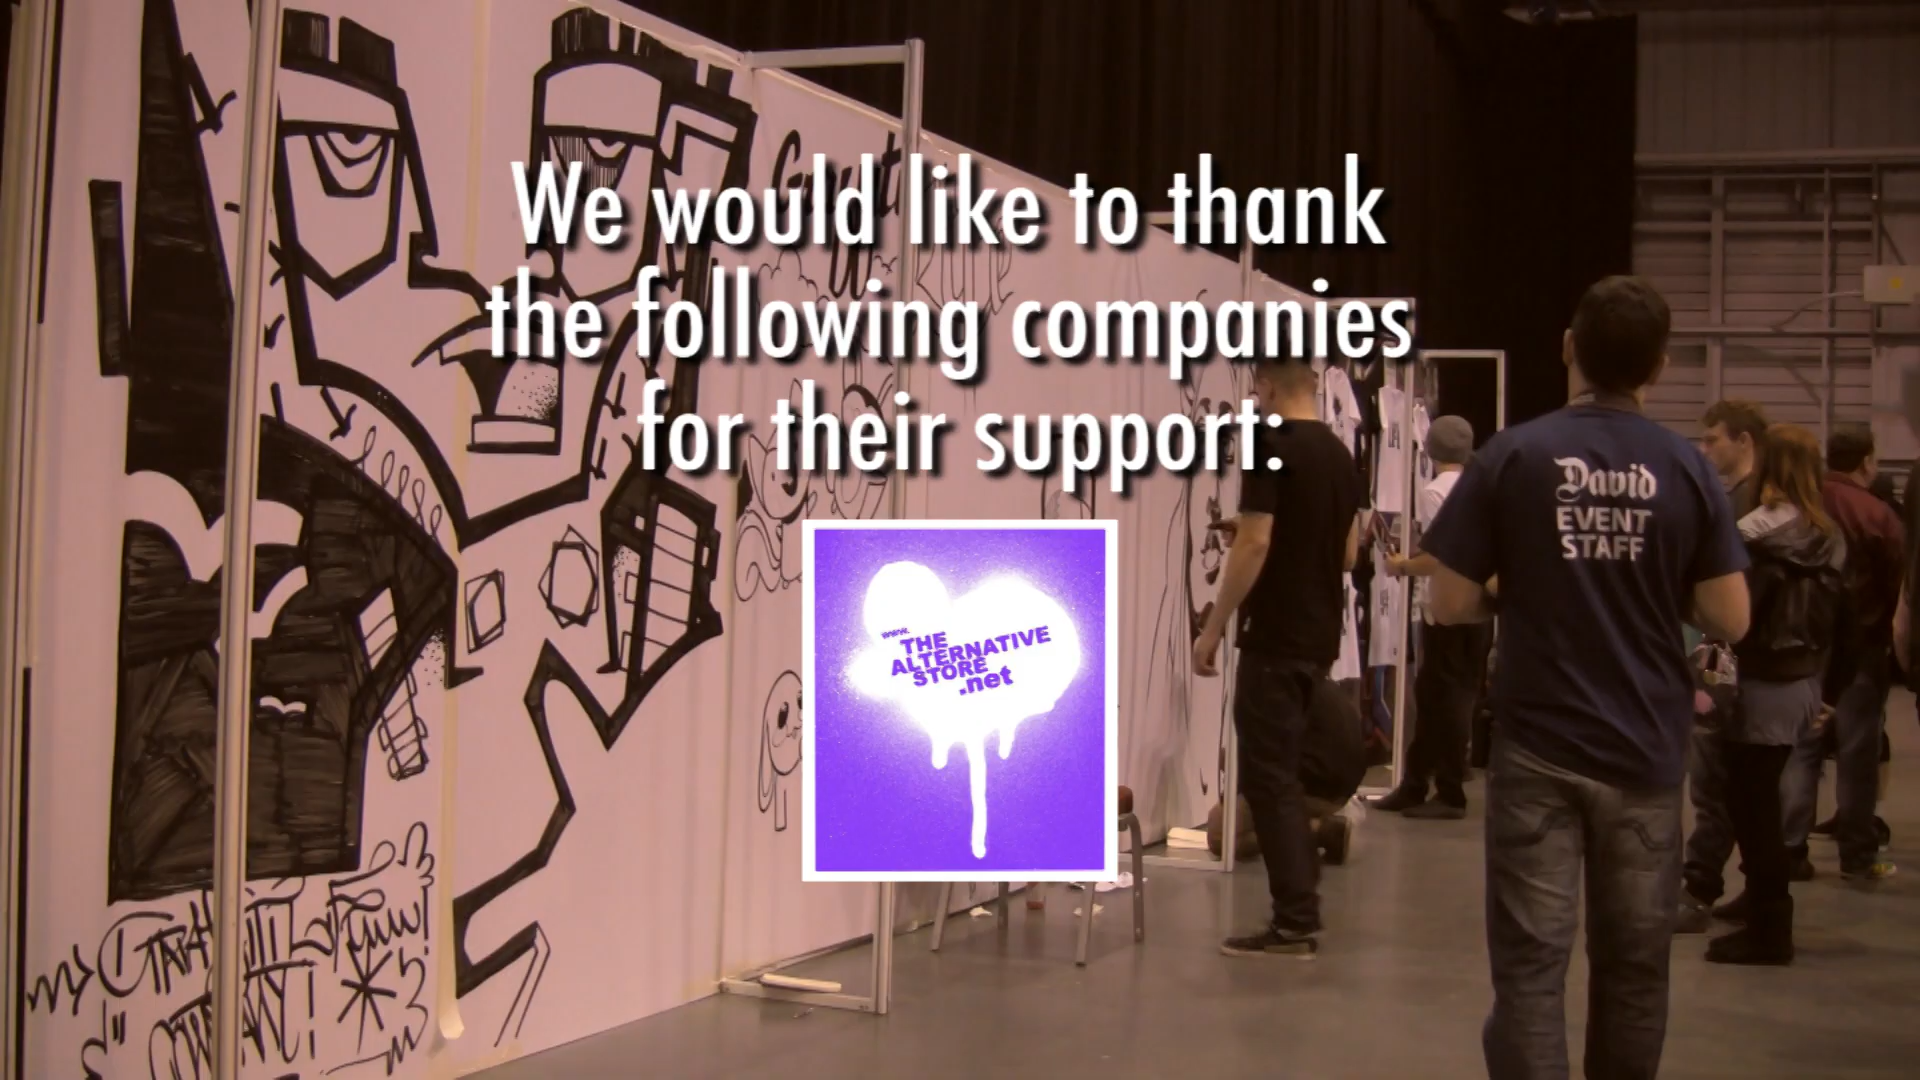 We would like to thank
the following companies
for their support:
www.
THE
ALTERNATIVE
STORE
.net
David
EVENT
STAFF